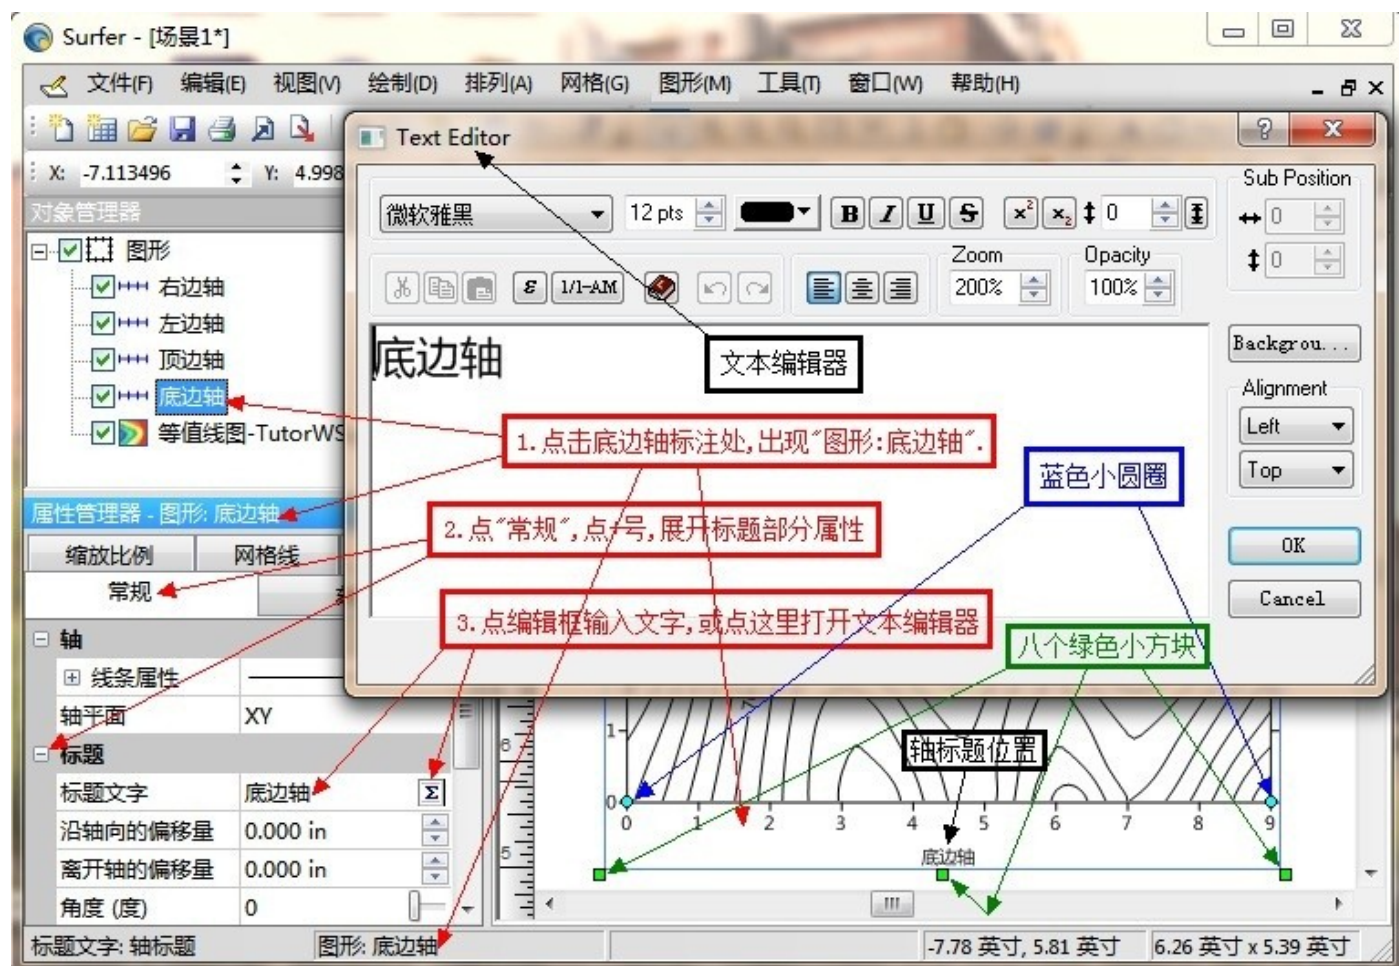 Surfer - [场景1*]
文件(F) 编辑(E) 视图(V) 绘制(D) 排列(A) 网格(G) 图形(M) 工具(T) 窗口(W) 帮助(H)
X: -7.113496 Y: 4.998
Text Editor
微软雅黑 12 pts B I U S x² x₂ 0
Sub Position
0
0
ε 1/1-AM
Zoom
200%
Opacity
100%
对象管理器
图形
右边轴
左边轴
顶边轴
底边轴
等值线图-TutorWS
底边轴
文本编辑器
Backgrou...
Alignment
Left
Top
OK
Cancel
1.点击底边轴标注处,出现"图形:底边轴".
蓝色小圆圈
2.点"常规",点+号,展开标题部分属性
3.点编辑框输入文字,或点这里打开文本编辑器
八个绿色小方块
属性管理器 - 图形: 底边轴
缩放比例 网格线
常规
轴
线条属性
轴平面 XY
标题
标题文字 底边轴 Σ
沿轴向的偏移量 0.000 in
离开轴的偏移量 0.000 in
角度 (度) 0
6
5
1
0
轴标题位置
0 1 2 3 4 5 6 7 8 9
底边轴
标题文字: 轴标题 图形: 底边轴 -7.78 英寸, 5.81 英寸 6.26 英寸 x 5.39 英寸